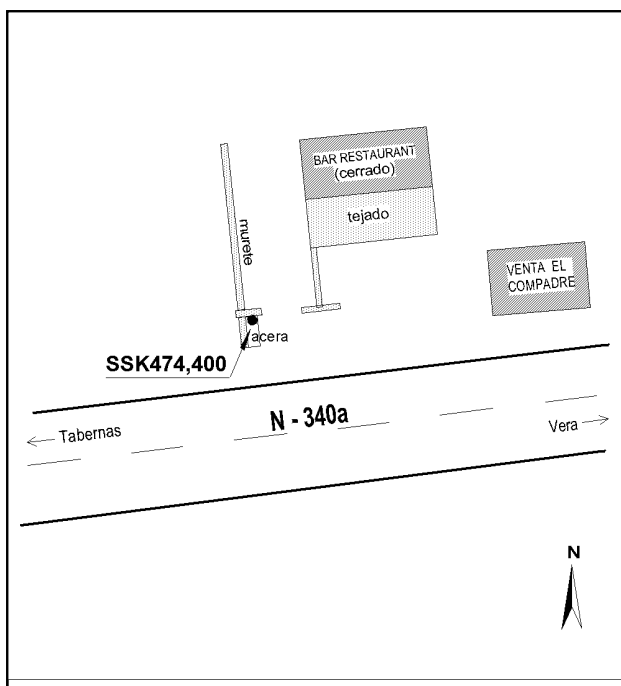 BAR RESTAURANT
(cerrado)
tejado
murete
VENTA EL
COMPADRE
acera
SSK474,400
N - 340a
Tabernas
Vera
N